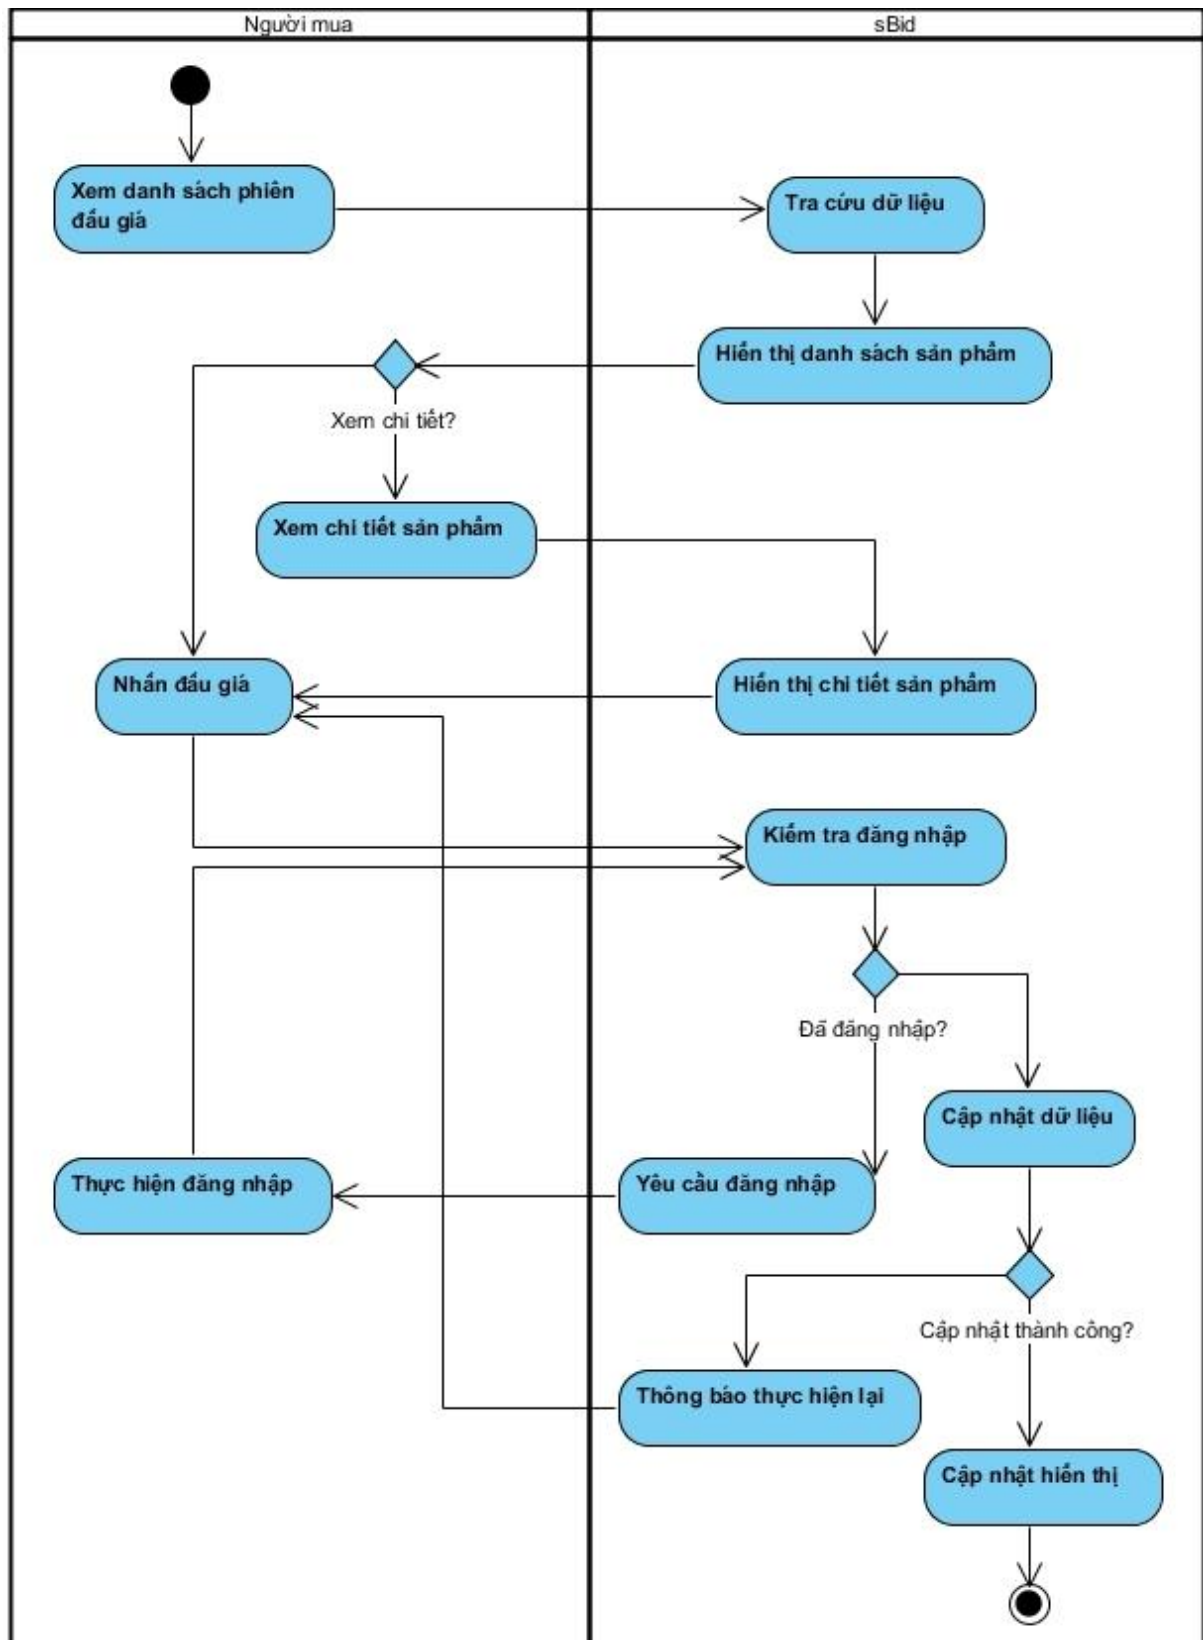 Người mua
sBid
Xem danh sách phiên
đấu giá
Tra cứu dữ liệu
Hiển thị danh sách sản phẩm
Xem chi tiết?
Xem chi tiết sản phẩm
Nhấn đấu giá
Hiển thị chi tiết sản phẩm
Kiểm tra đăng nhập
Đã đăng nhập?
Cập nhật dữ liệu
Thực hiện đăng nhập
Yêu cầu đăng nhập
Cập nhật thành công?
Thông báo thực hiện lại
Cập nhật hiển thị